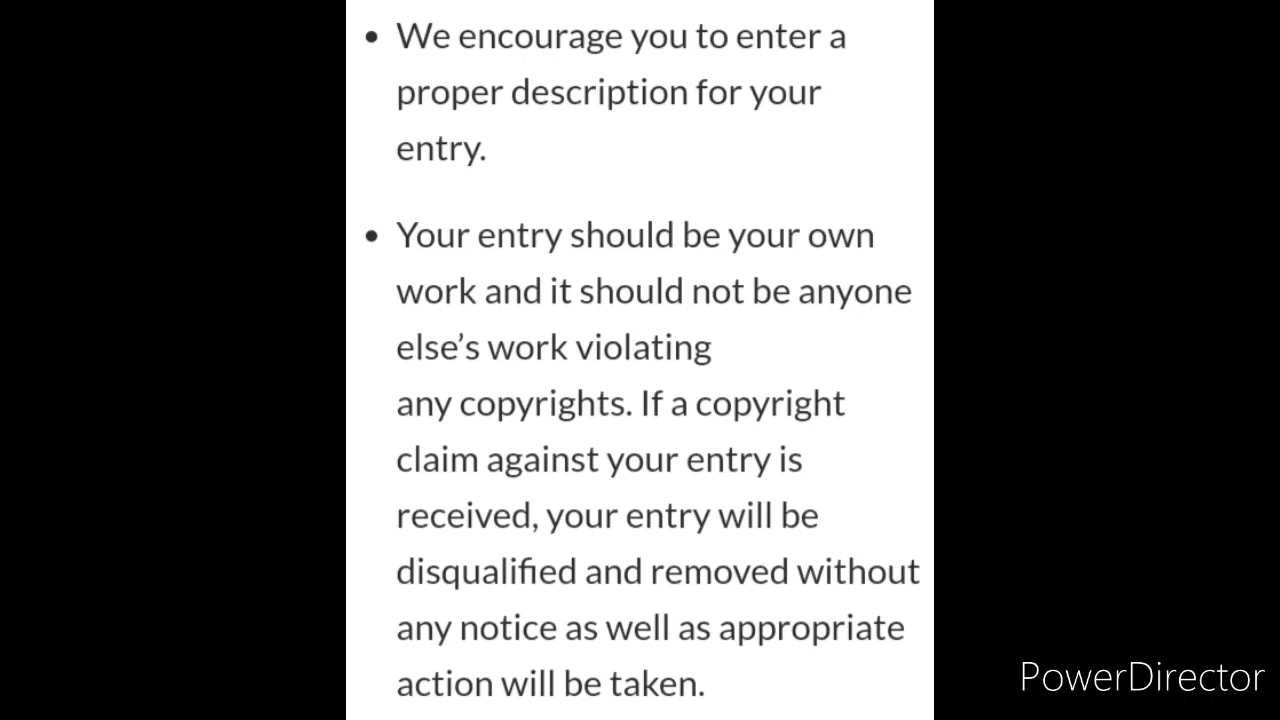 • We encourage you to enter a
proper description for your
entry.
• Your entry should be your own
work and it should not be anyone
else’s work violating
any copyrights. If a copyright
claim against your entry is
received, your entry will be
disqualified and removed without
any notice as well as appropriate
action will be taken.
PowerDirector